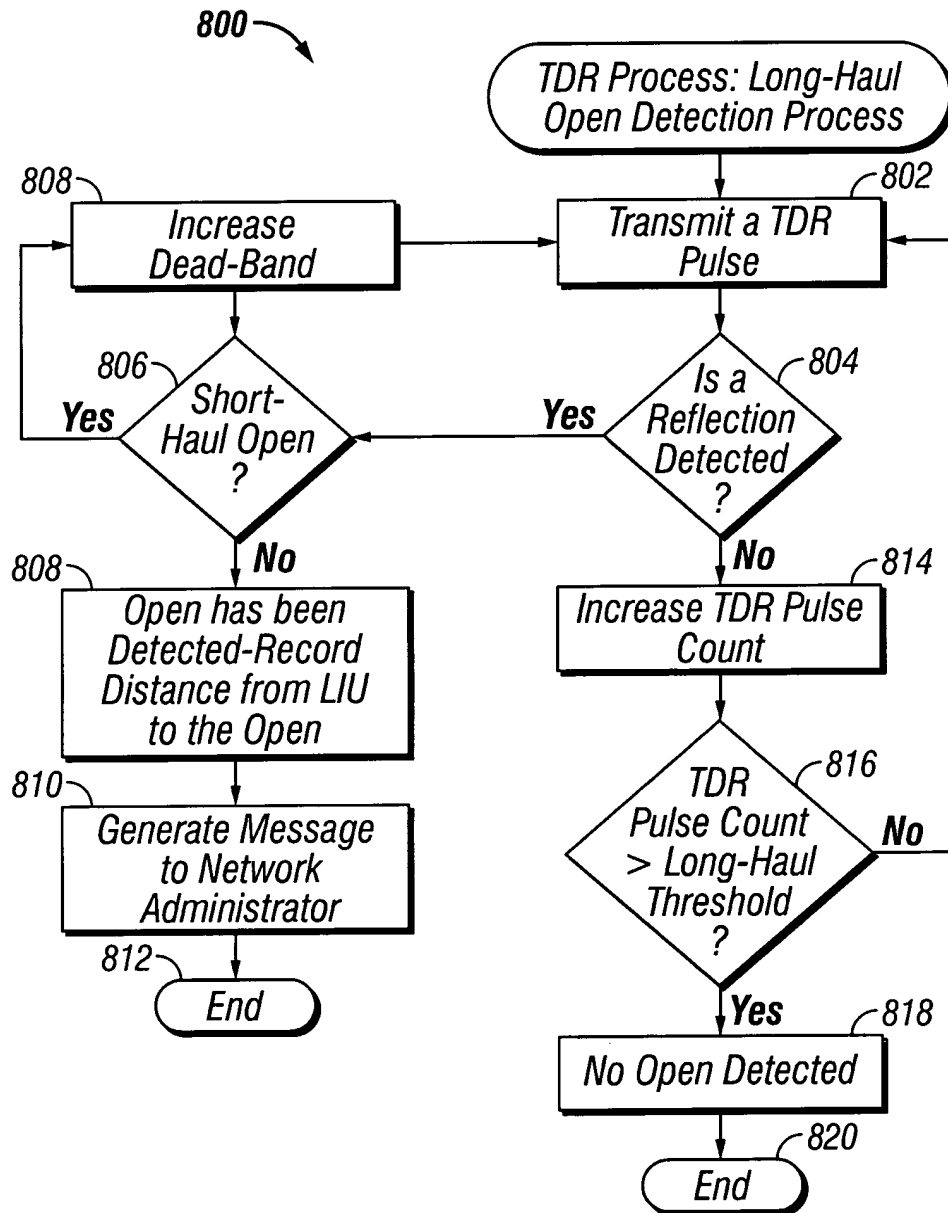 800
TDR Process: Long-Haul
Open Detection Process
808
Increase
Dead-Band
802
Transmit a TDR
Pulse
806
Short-
Haul Open
?
Yes
Yes
804
Is a
Reflection
Detected
?
No
No
808
Open has been
Detected-Record
Distance from LIU
to the Open
814
Increase TDR Pulse
Count
810
Generate Message
to Network
Administrator
816
TDR
Pulse Count
> Long-Haul
Threshold
?
No
812
End
Yes
818
No Open Detected
820
End